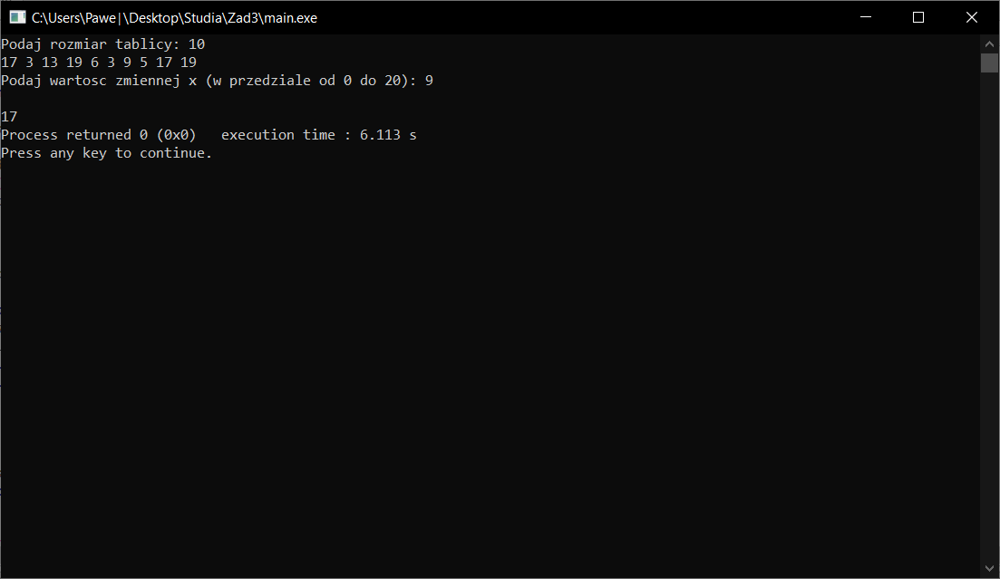 C:\Users\Pawe|\Desktop\Studia\Zad3\main.exe
Podaj rozmiar tablicy: 10
17 3 13 19 6 3 9 5 17 19
Podaj wartosc zmiennej x (w przedziale od 0 do 20): 9
17
Process returned 0 (0x0)   execution time : 6.113 s
Press any key to continue.